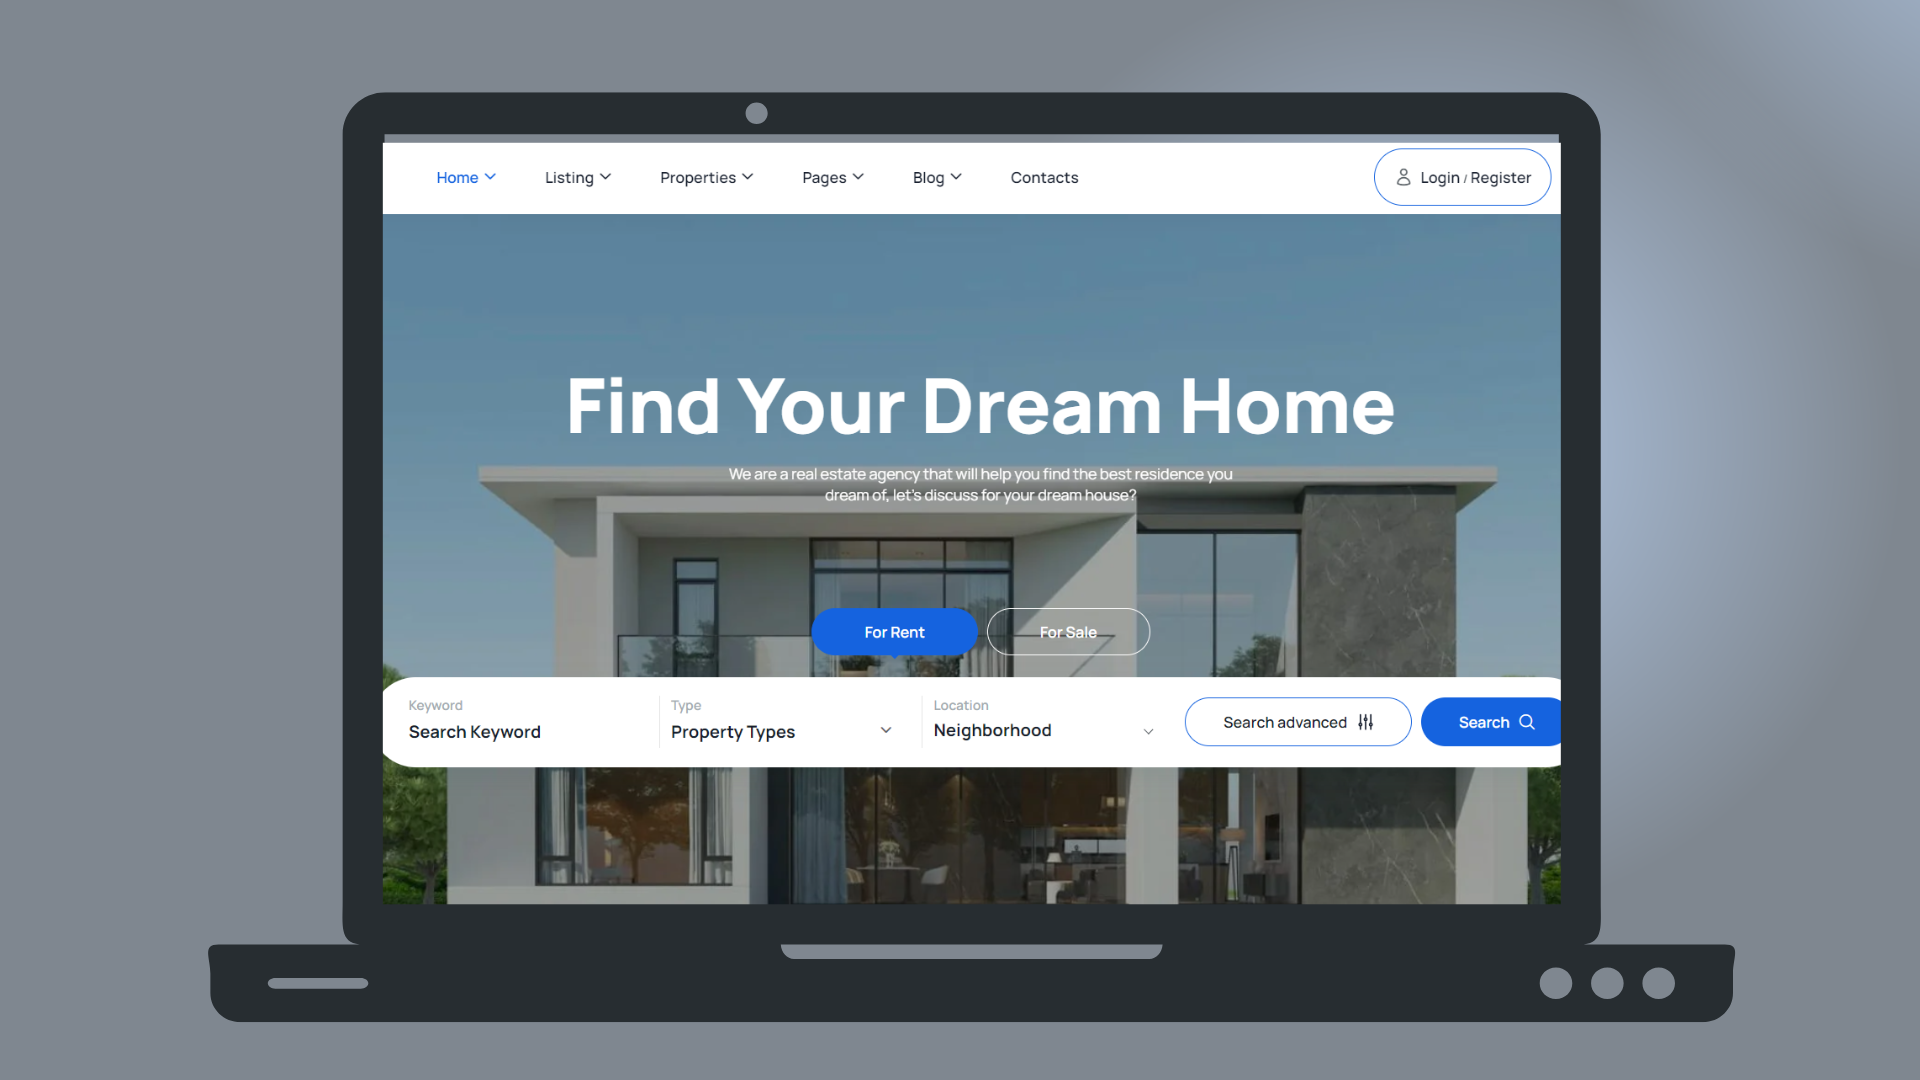 Home Listing Properties Pages Blog Contacts Login / Register
Find Your Dream Home
We are a real estate agency that will help you find the best residence you
dream of, let's discuss for your dream house?
For Rent For Sale
Keyword Type Location
Search Keyword Property Types Neighborhood Search advanced Search